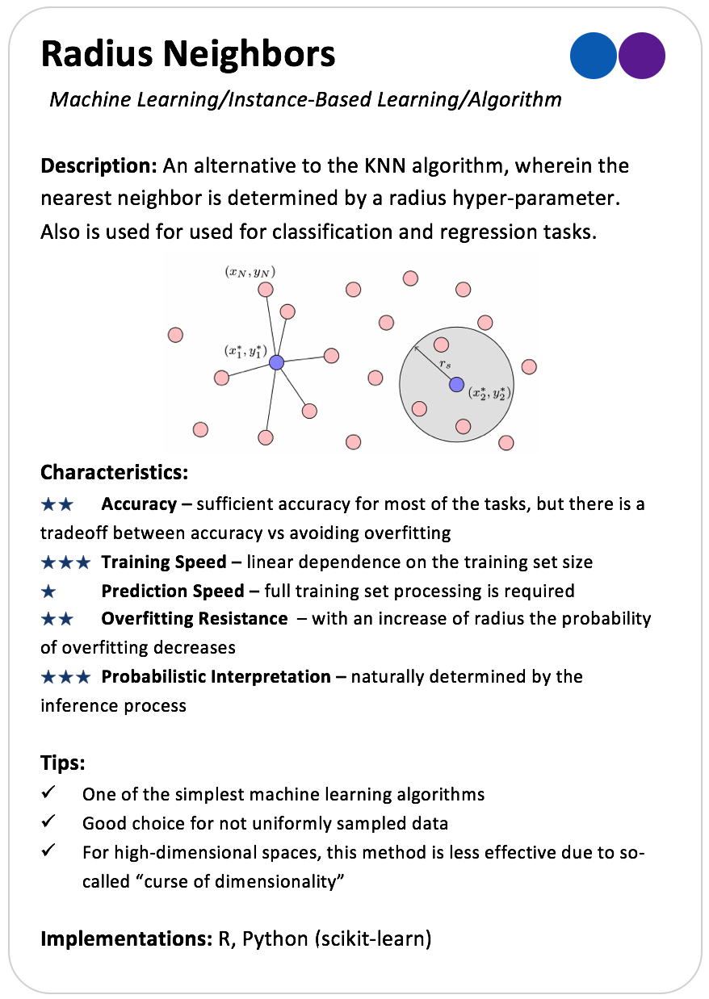 Radius Neighbors
Machine Learning/Instance-Based Learning/Algorithm
Description: An alternative to the KNN algorithm, wherein the
nearest neighbor is determined by a radius hyper-parameter.
Also is used for used for classification and regression tasks.
(x_N, y_N)
(x_1^*, y_1^*)
r_s
(x_2^*, y_2^*)
Characteristics:
★★ Accuracy – sufficient accuracy for most of the tasks, but there is a
tradeoff between accuracy vs avoiding overfitting
★★★ Training Speed – linear dependence on the training set size
★ Prediction Speed – full training set processing is required
★★ Overfitting Resistance – with an increase of radius the probability
of overfitting decreases
★★★ Probabilistic Interpretation – naturally determined by the
inference process
Tips:
✓ One of the simplest machine learning algorithms
✓ Good choice for not uniformly sampled data
✓ For high-dimensional spaces, this method is less effective due to so-
called “curse of dimensionality”
Implementations: R, Python (scikit-learn)